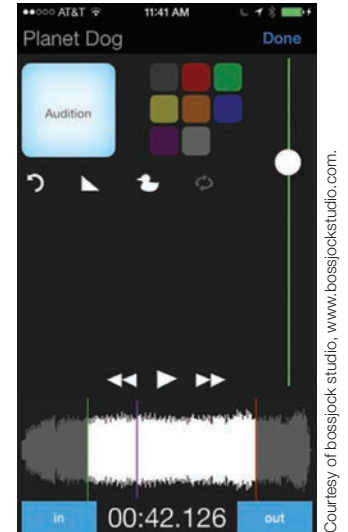 AT&T 11:41 AM
Planet Dog Done
Audition
in 00:42.126 out
Courtesy of bossjock studio, www.bossjockstudio.com.